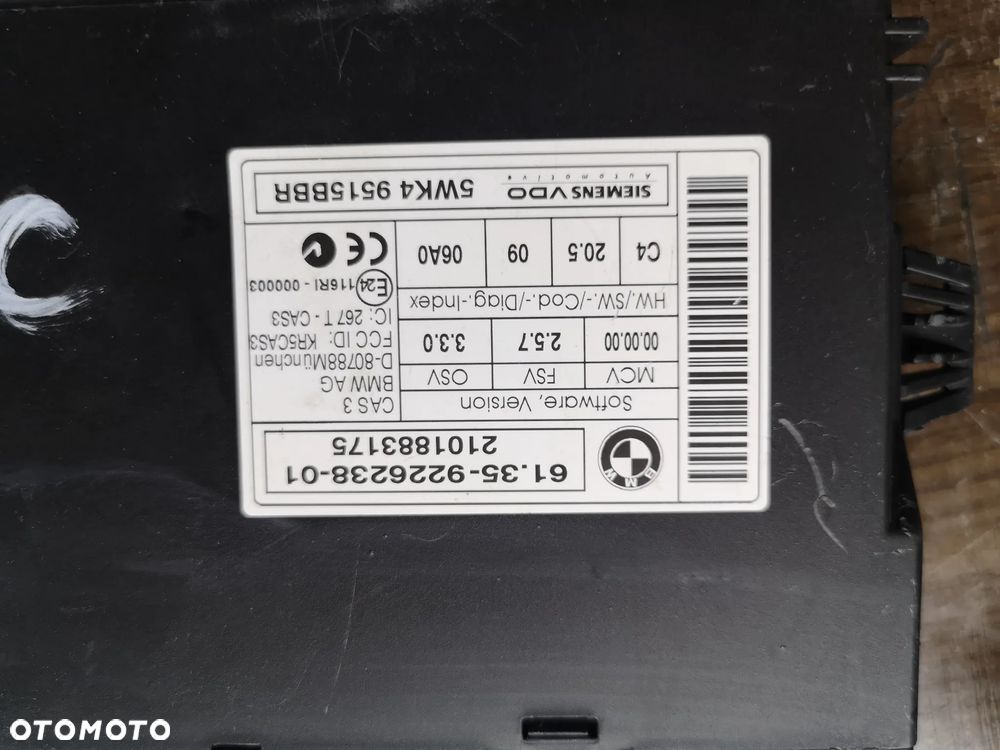 C
61.35-9226238-01
2101883175
BMW
CAS 3
BMW AG
D-80788München
FCC ID: KR5CAS3
IC: 267T - CAS3
E24 116RI - 000003
CE
Software, Version
MCV FSV OSV
00.00.00 2.5.7 3.3.0
HW./SW.-/Cod.-/Diag.-Index
C4 20.5 09 06A0
SIEMENS VDO
Automotive
5WK4 9515BBR
OTOMOTO